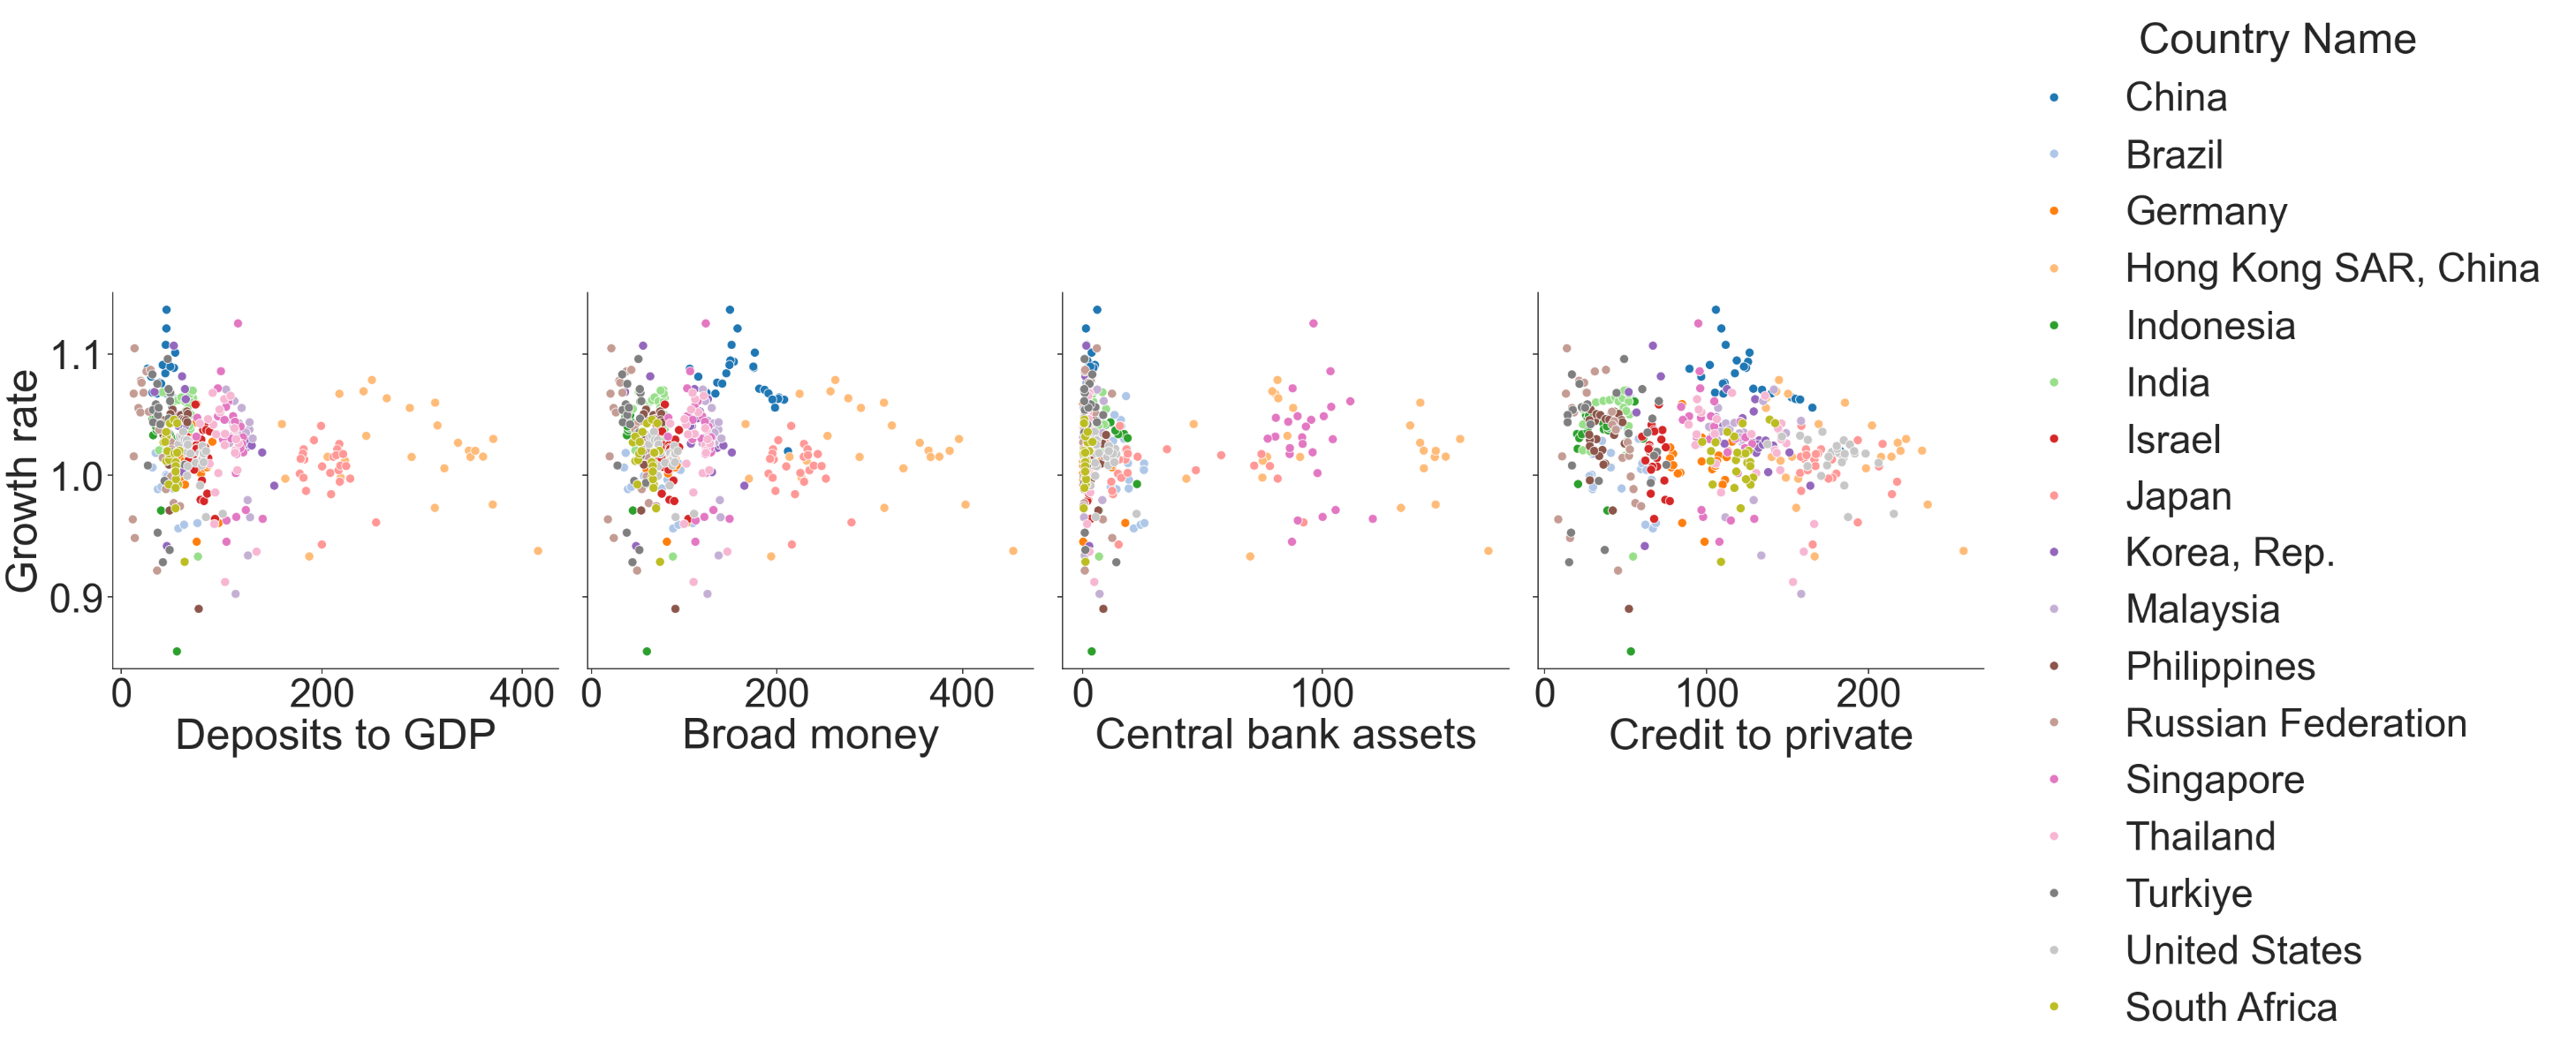 Country Name
China
Brazil
Germany
Hong Kong SAR, China
Indonesia
India
Israel
Japan
Korea, Rep.
Malaysia
Philippines
Russian Federation
Singapore
Thailand
Turkiye
United States
South Africa
Growth rate
1.1
1.0
0.9
0 200 400
Deposits to GDP
0 200 400
Broad money
0 100
Central bank assets
0 100 200
Credit to private